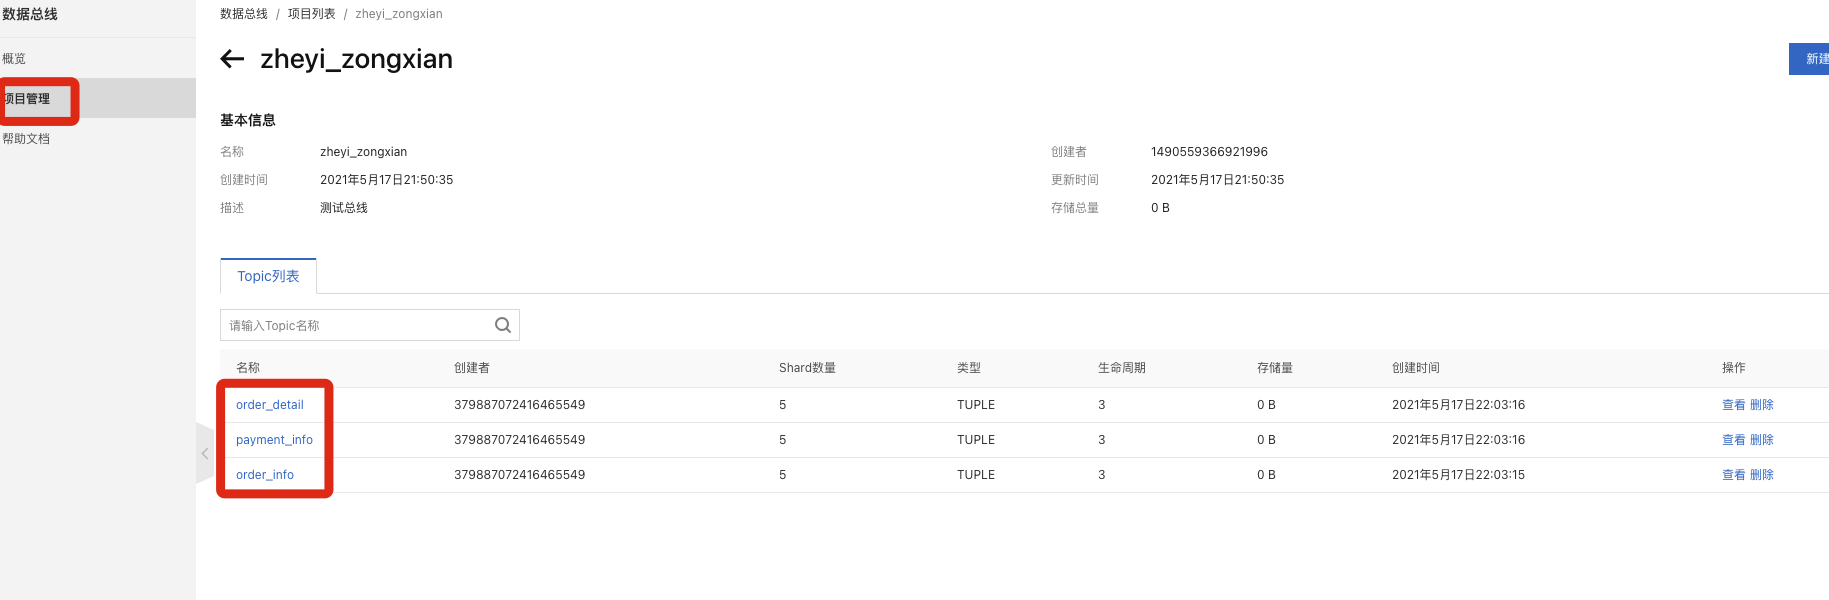 数据总线
概览
项目管理
帮助文档
数据总线 / 项目列表 / zheyi_zongxian
zheyi_zongxian
新建
基本信息
名称 zheyi_zongxian 创建者 1490559366921996
创建时间 2021年5月17日21:50:35 更新时间 2021年5月17日21:50:35
描述 测试总线 存储总量 0 B
Topic列表
请输入Topic名称
名称 创建者 Shard数量 类型 生命周期 存储量 创建时间 操作
order_detail 379887072416465549 5 TUPLE 3 0 B 2021年5月17日22:03:16 查看 删除
payment_info 379887072416465549 5 TUPLE 3 0 B 2021年5月17日22:03:16 查看 删除
order_info 379887072416465549 5 TUPLE 3 0 B 2021年5月17日22:03:15 查看 删除